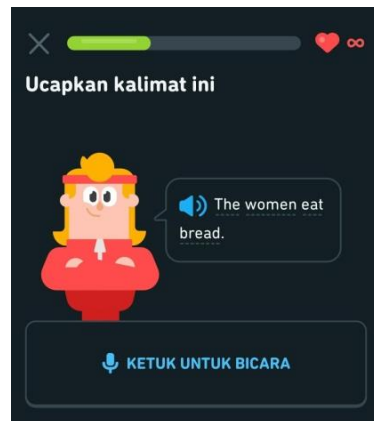 ∞
Ucapkan kalimat ini
The women eat
bread.
KETUK UNTUK BICARA